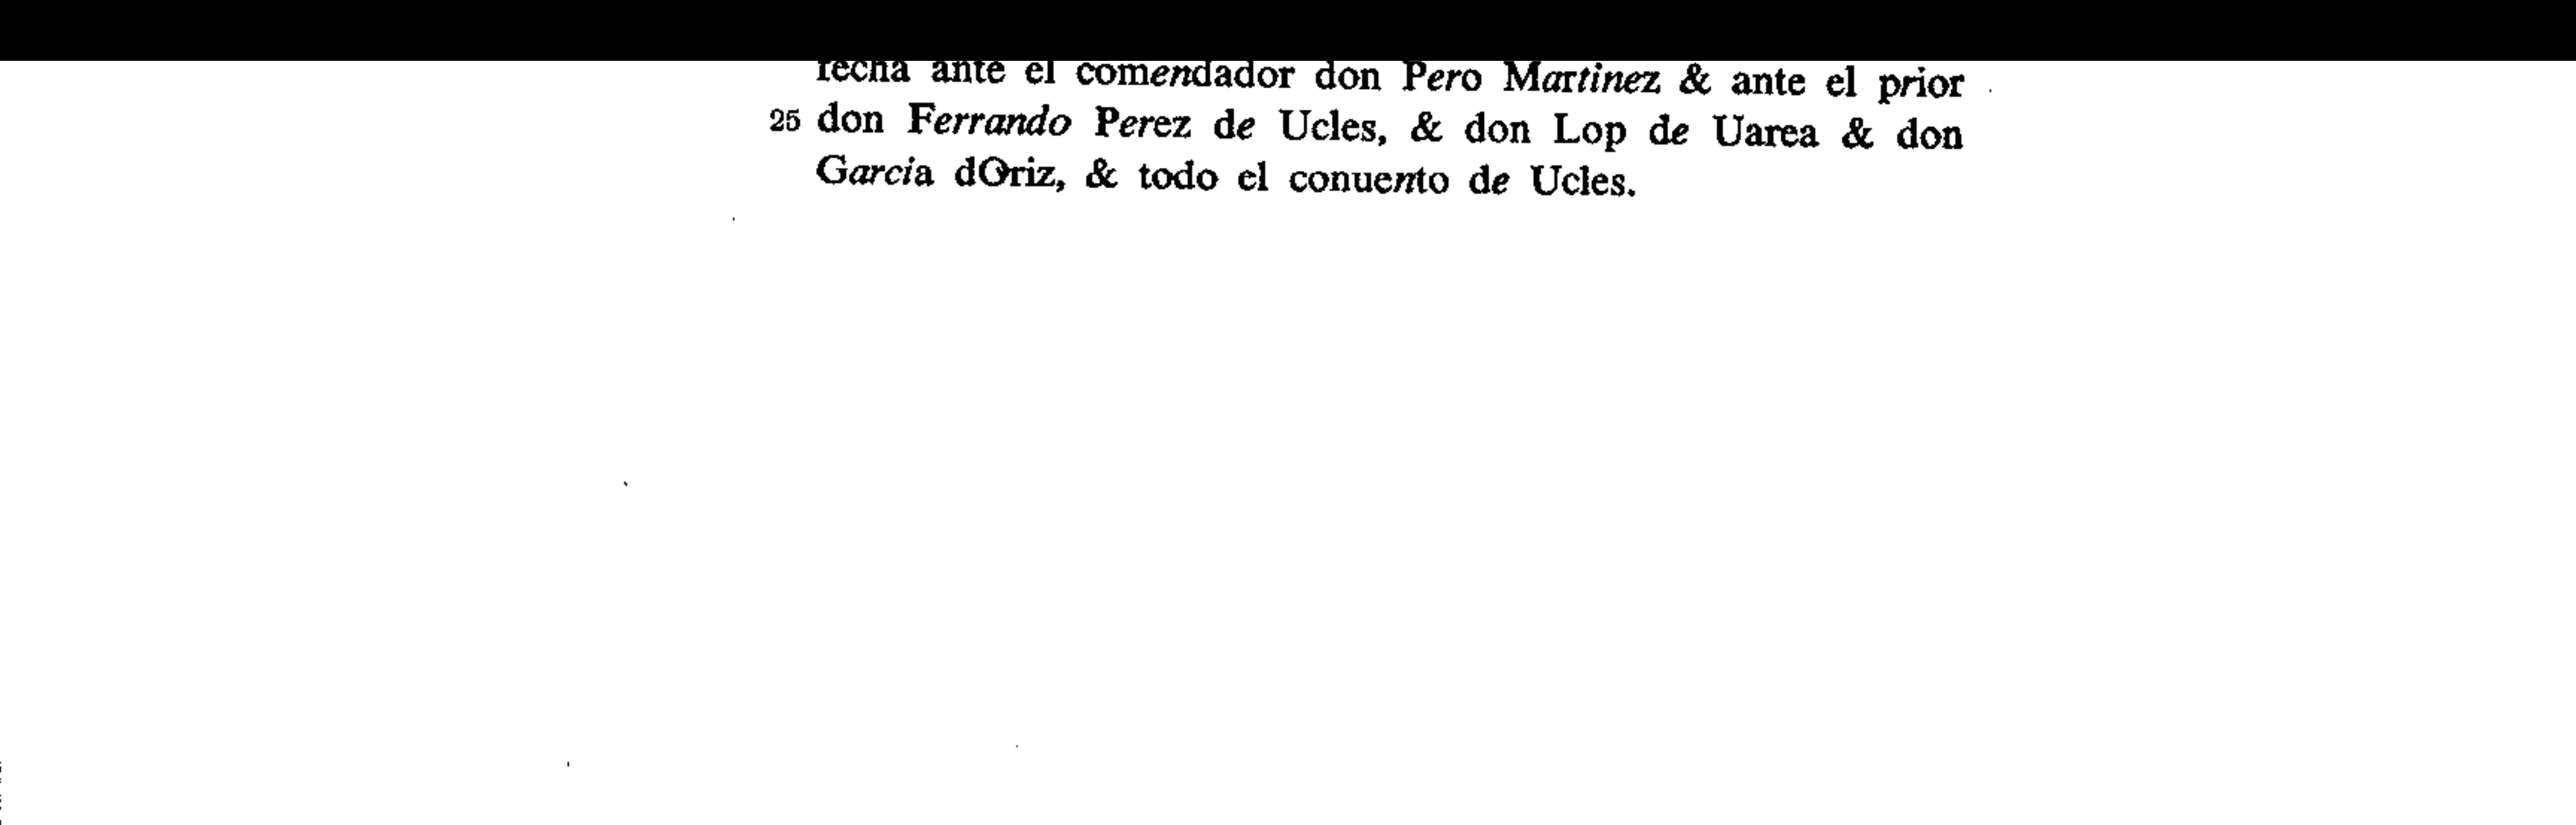 fecha ante el comendador don Pero Martinez & ante el prior
25 don Ferrando Perez de Ucles, & don Lop de Uarea & don
Garcia dOriz, & todo el conuento de Ucles.